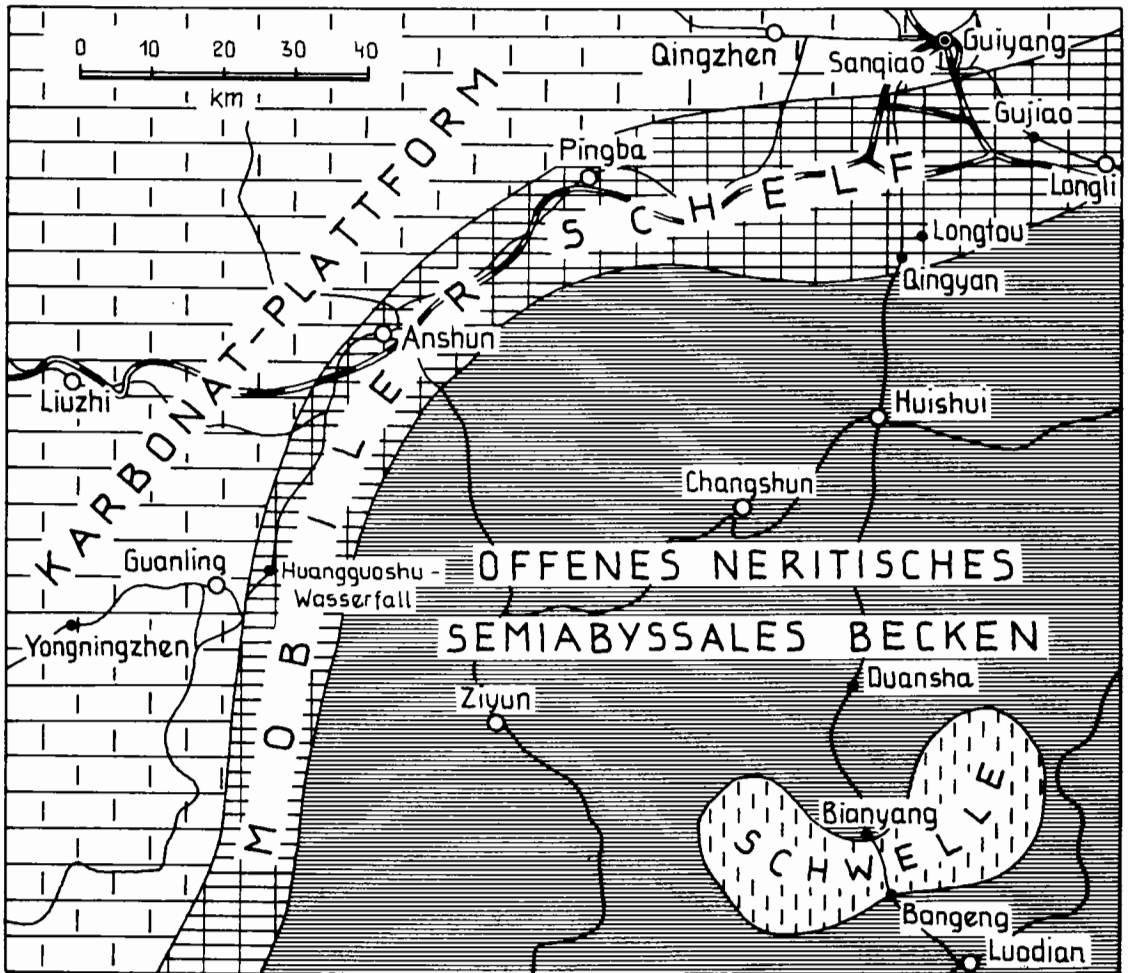 0 10 20 30 40
km
Qingzhen
Guiyang
Sanqiao
Gujiao
Pingba
Longli
KARBONAT-PLATTFORM
MOBILER SCHELF
Longtou
Qingyan
Anshun
Liuzhi
Huishui
Changshun
Guanling
Huangguoshu-
Wasserfall
OFFENES NERITISCHES
SEMIABYSSALES BECKEN
Yongningzhen
Duansha
Ziyun
Bianyang
SCHWELLE
Bangeng
Luodian